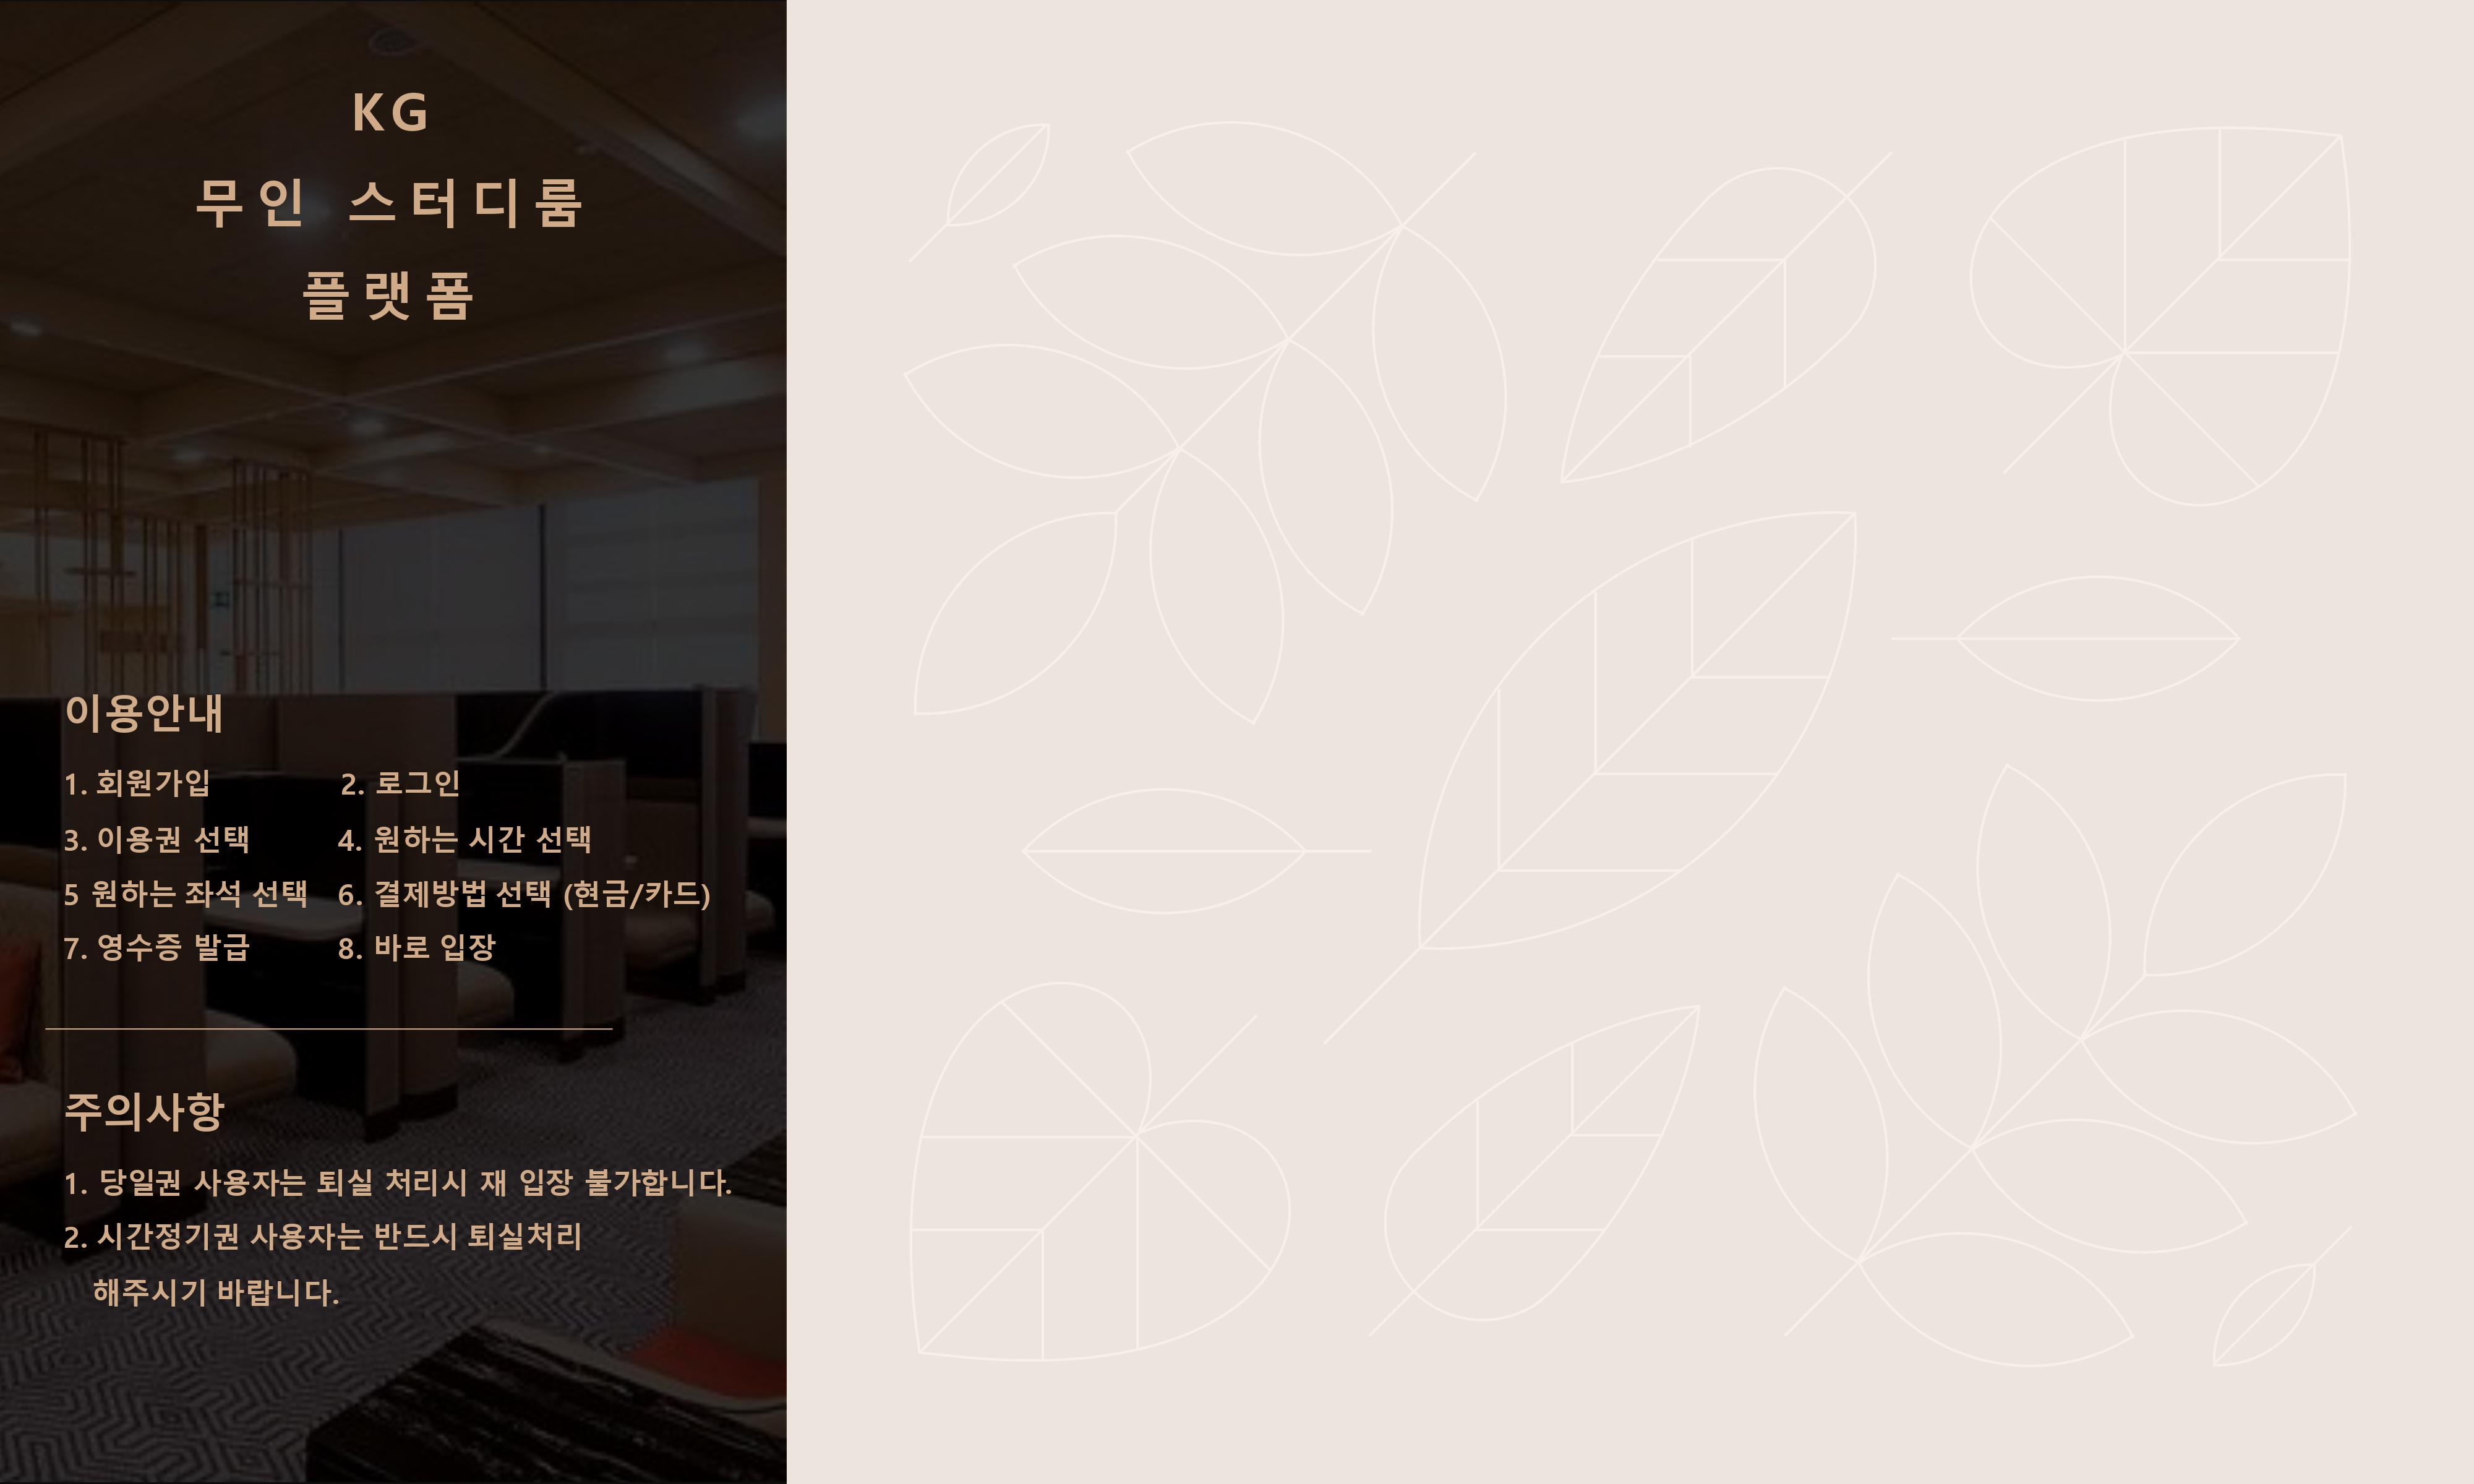 KG
무인 스터디룸
플랫폼
이용안내
1. 회원가입 2. 로그인
3. 이용권 선택 4. 원하는 시간 선택
5 원하는 좌석 선택 6. 결제방법 선택 (현금/카드)
7. 영수증 발급 8. 바로 입장
주의사항
1. 당일권 사용자는 퇴실 처리시 재 입장 불가합니다.
2. 시간정기권 사용자는 반드시 퇴실처리
해주시기 바랍니다.